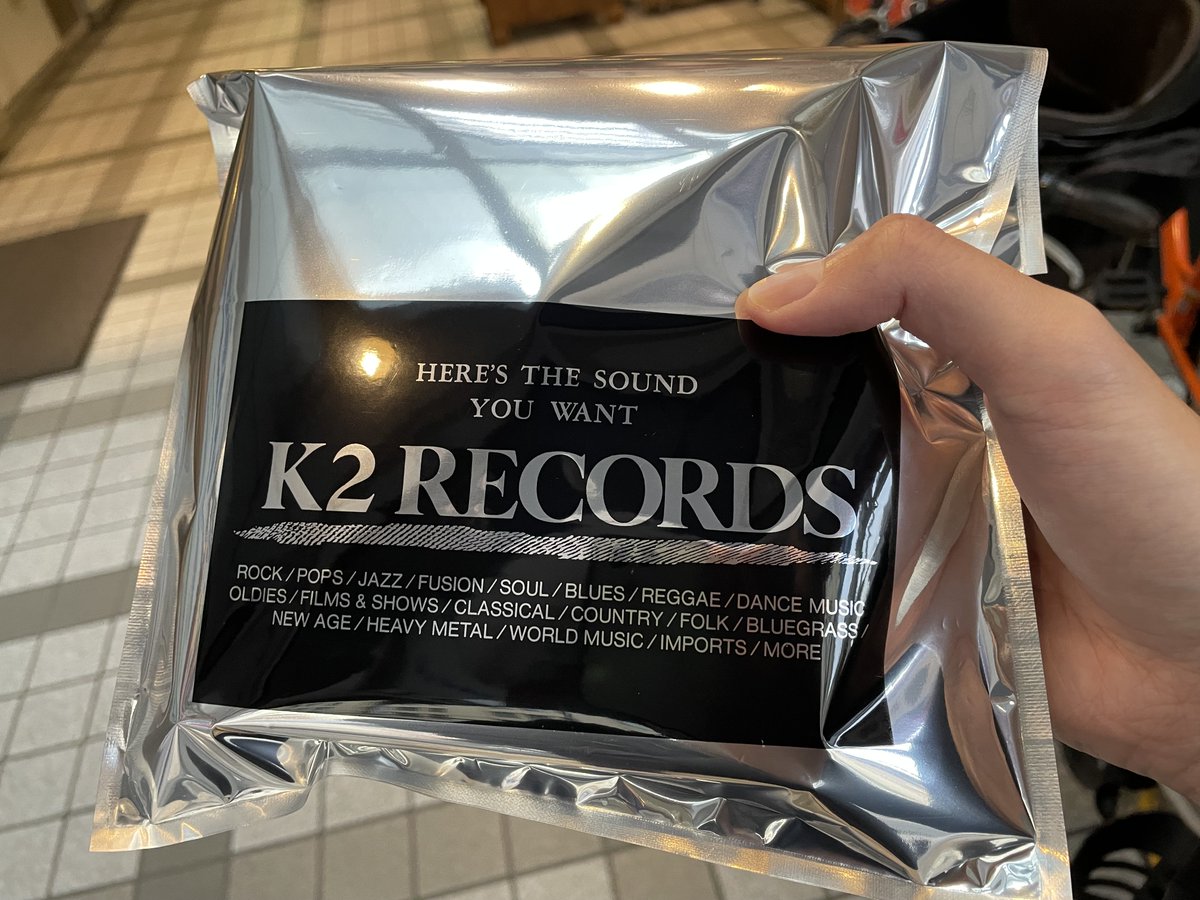 HERE'S THE SOUND
YOU WANT
K2 RECORDS
ROCK/POPS/JAZZ/FUSION/SOUL/BLUES/REGGAE/DANCE MUSIC
OLDIES/FILMS & SHOWS/CLASSICAL/COUNTRY/FOLK/BLUEGRASS/
NEW AGE/HEAVY METAL/WORLD MUSIC/IMPORTS/MORE